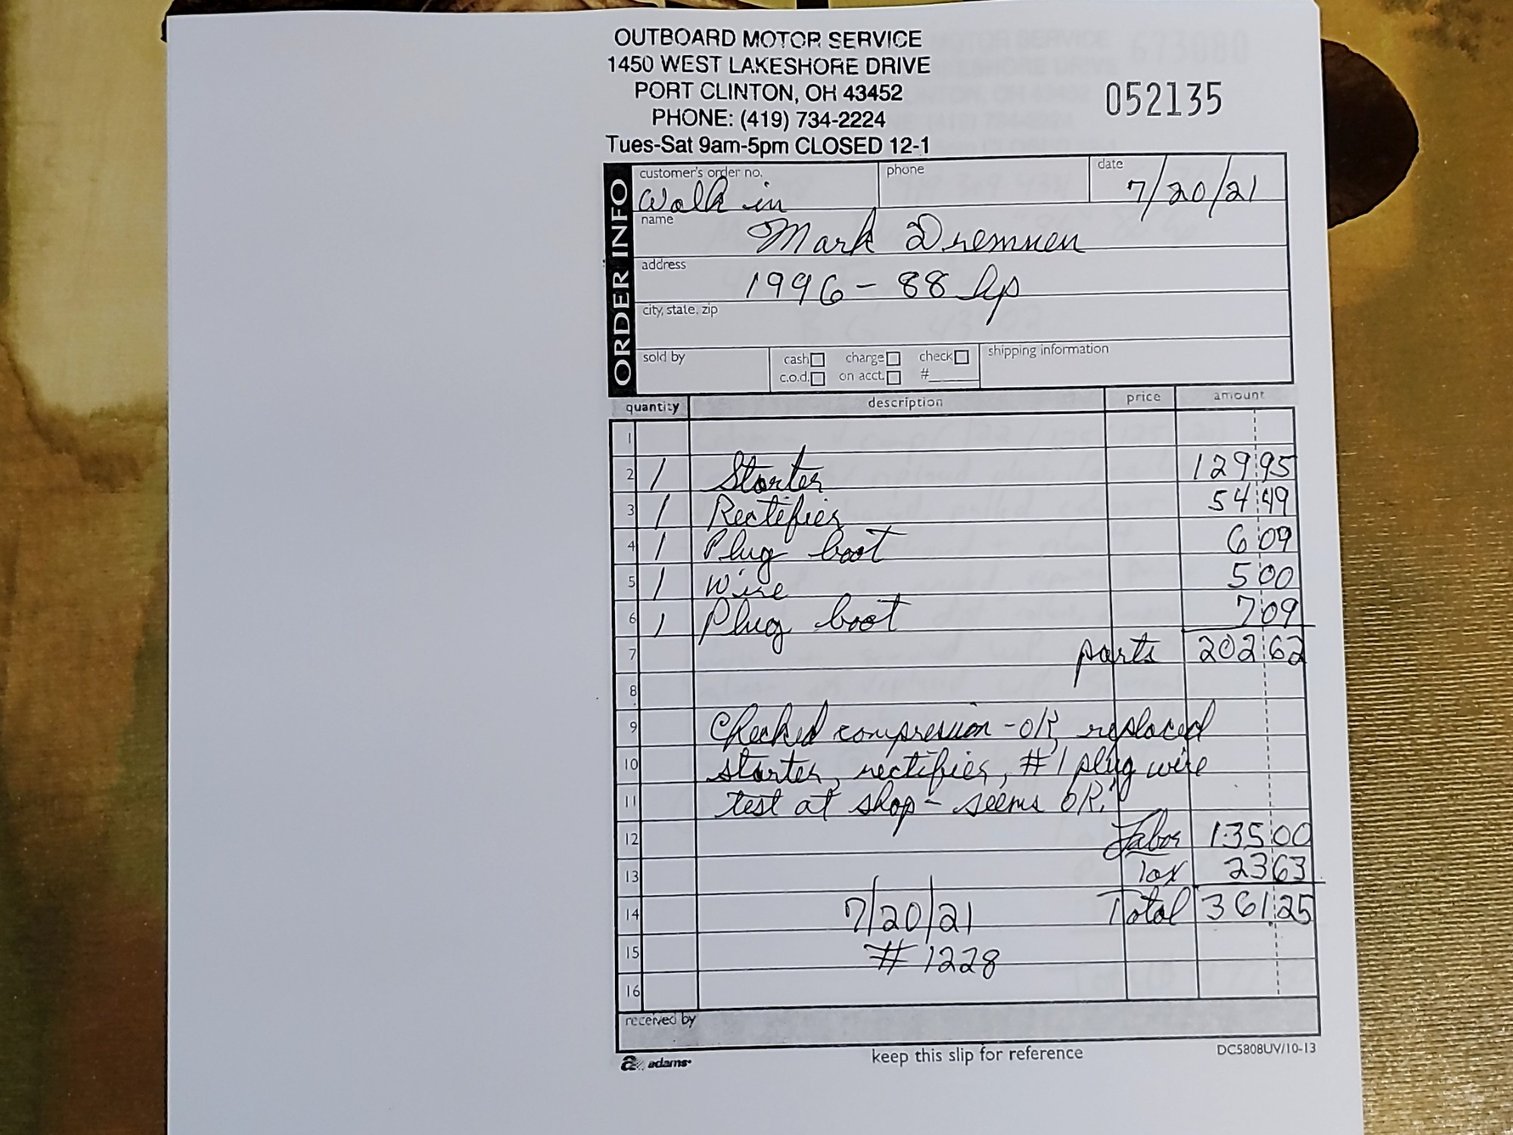 OUTBOARD MOTOR SERVICE
1450 WEST LAKESHORE DRIVE
PORT CLINTON, OH 43452
PHONE: (419) 734-2224
052135
Tues-Sat 9am-5pm CLOSED 12-1
ORDER INFO
customer's order no. phone date
Walk in 7/20/21
name
Mark Dremnen
address
1996 - 88 hp
city, state, zip
sold by cash charge check shipping information
c.o.d. on acct. #
quantity description price amount
1
2 1 Starter 129 95
3 1 Rectifier 54 49
4 1 Plug boot 6 09
5 1 Wire 5 00
6 1 Plug boot 7 09
7 parts 202 62
8
9 Checked compresion - OK, replaced
10 starter, rectifier, #1 plug wire
11 test at shop - seems OK.
12 Labor 135 00
13 Tax 23 63
14 7/20/21 Total 361.25
15 # 1228
16
received by
adams
keep this slip for reference
DC5808UV/10-13